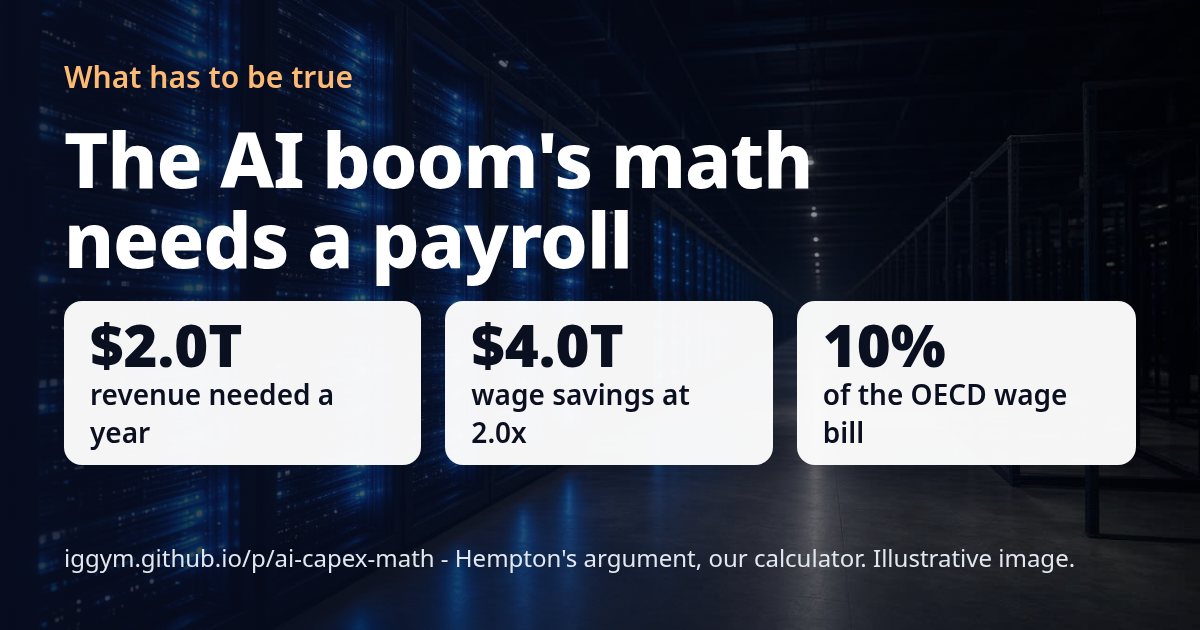 What has to be true
The AI boom's math
needs a payroll
$2.0T
revenue needed a
year
$4.0T
wage savings at
2.0x
10%
of the OECD wage
bill
iggym.github.io/p/ai-capex-math - Hempton's argument, our calculator. Illustrative image.